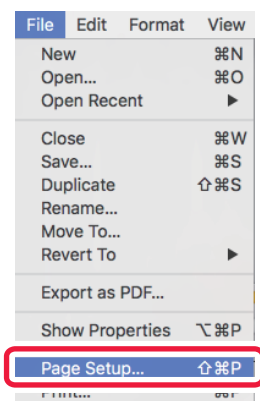 File Edit Format View
New ⌘N
Open... ⌘O
Open Recent ▶
Close ⌘W
Save... ⌘S
Duplicate ⇧⌘S
Rename...
Move To...
Revert To ▶
Export as PDF...
Show Properties ⌥⌘P
Page Setup... ⇧⌘P
Print... ⌘P